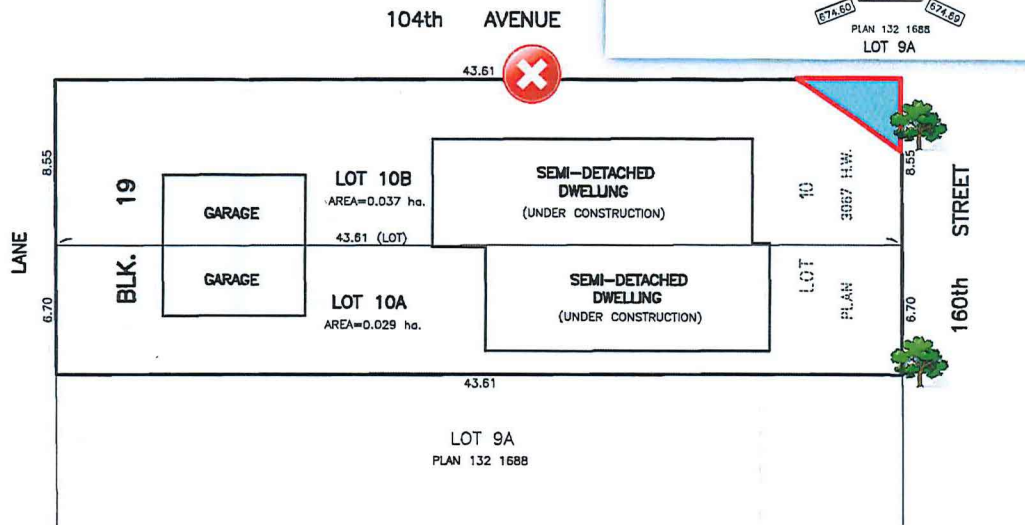 104th AVENUE
674.60
674.69
PLAN 132 1688
LOT 9A
43.61
8.55
BLK. 19
LANE
6.70
GARAGE
GARAGE
LOT 10B
AREA=0.037 ha.
43.61 (LOT)
LOT 10A
AREA=0.029 ha.
SEMI-DETACHED
DWELLING
(UNDER CONSTRUCTION)
SEMI-DETACHED
DWELLING
(UNDER CONSTRUCTION)
LOT 10
PLAN 3067 H.W.
8.55
6.70
160th STREET
43.61
LOT 9A
PLAN 132 1688